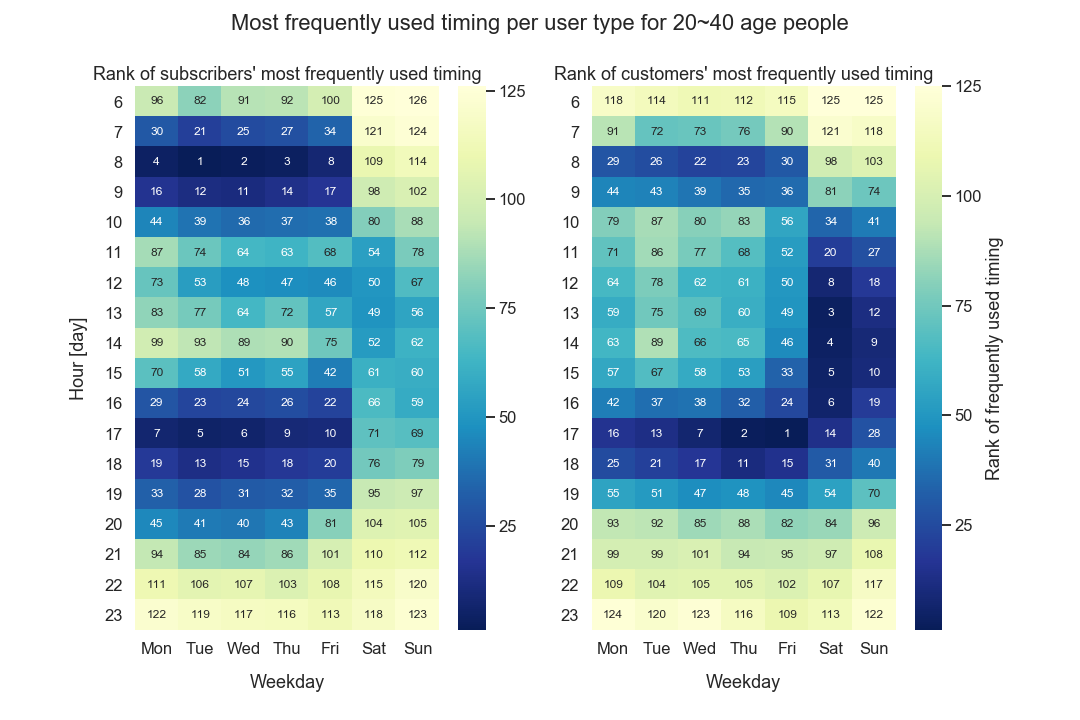 Most frequently used timing per user type for 20~40 age people
Rank of subscribers' most frequently used timing
6 96 82 91 92 100 125 126
7 30 21 25 27 34 121 124
8 4 1 2 3 8 109 114
9 16 12 11 14 17 98 102
10 44 39 36 37 38 80 88
11 87 74 64 63 68 54 78
12 73 53 48 47 46 50 67
13 83 77 64 72 57 49 56
14 99 93 89 90 75 52 62
15 70 58 51 55 42 61 60
16 29 23 24 26 22 66 59
17 7 5 6 9 10 71 69
18 19 13 15 18 20 76 79
19 33 28 31 32 35 95 97
20 45 41 40 43 81 104 105
21 94 85 84 86 101 110 112
22 111 106 107 103 108 115 120
23 122 119 117 116 113 118 123
Mon Tue Wed Thu Fri Sat Sun
Weekday
Hour [day]
125
100
75
50
25
Rank of customers' most frequently used timing
6 118 114 111 112 115 125 125
7 91 72 73 76 90 121 118
8 29 26 22 23 30 98 103
9 44 43 39 35 36 81 74
10 79 87 80 83 56 34 41
11 71 86 77 68 52 20 27
12 64 78 62 61 50 8 18
13 59 75 69 60 49 3 12
14 63 89 66 65 46 4 9
15 57 67 58 53 33 5 10
16 42 37 38 32 24 6 19
17 16 13 7 2 1 14 28
18 25 21 17 11 15 31 40
19 55 51 47 48 45 54 70
20 93 92 85 88 82 84 96
21 99 99 101 94 95 97 108
22 109 104 105 105 102 107 117
23 124 120 123 116 109 113 122
Mon Tue Wed Thu Fri Sat Sun
Weekday
125
100
75
50
25
Rank of frequently used timing